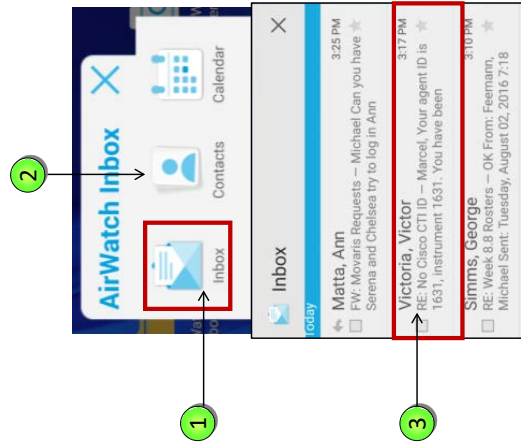 AirWatch Inbox
Inbox
Contacts
Calendar
Inbox
Today
Matta, Ann 3:25 PM
FW: Movaris Requests – Michael Can you have
Serena and Chelsea try to log in Ann
Victoria, Victor 3:17 PM
RE: No Cisco CTI ID – Marcel, Your agent ID is
1631, instrument 1631. You have been
Simms, George 3:10 PM
RE: Week 8.8 Rosters – OK From: Feemann,
Michael Sent: Tuesday, August 02, 2016 7:18
1
2
3